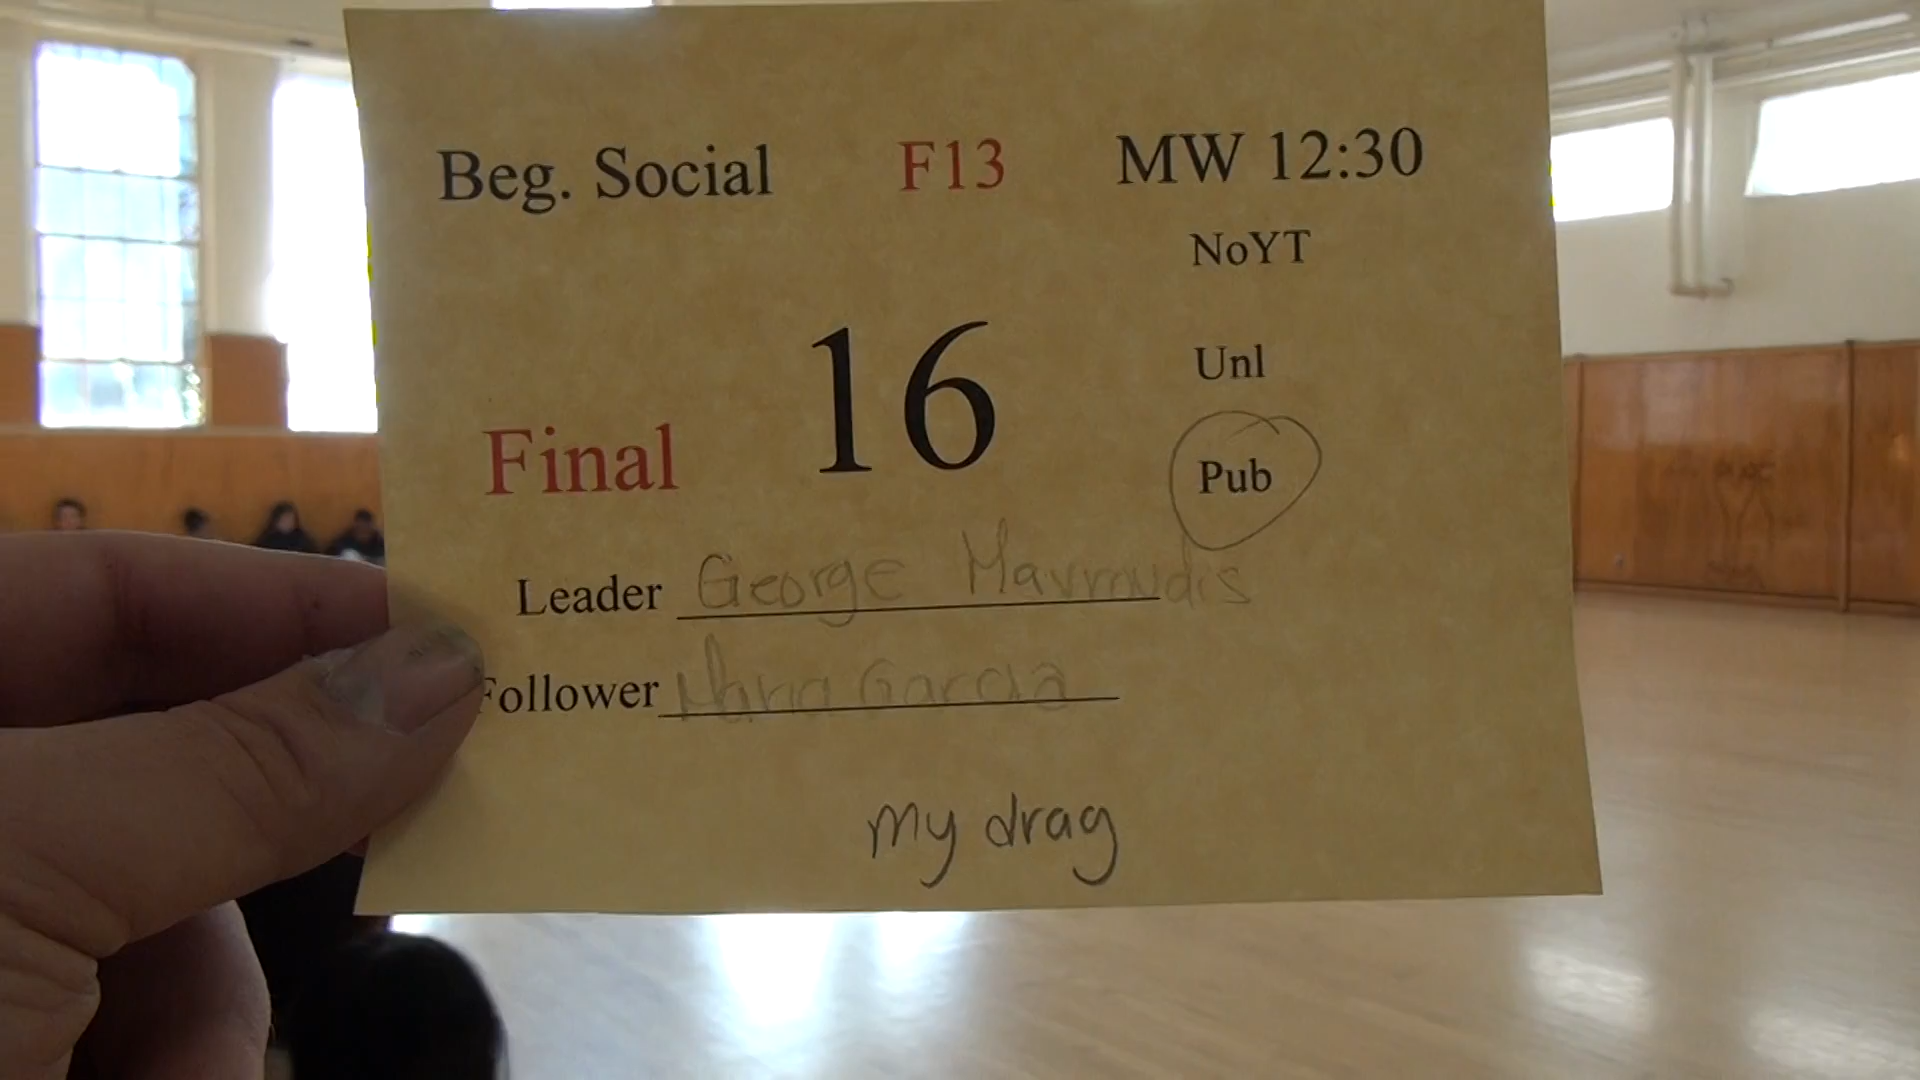 Beg. Social F13 MW 12:30
NoYT
Unl
Final 16
Pub
Leader George Mavroudis
Follower Maria Garcia
my drag